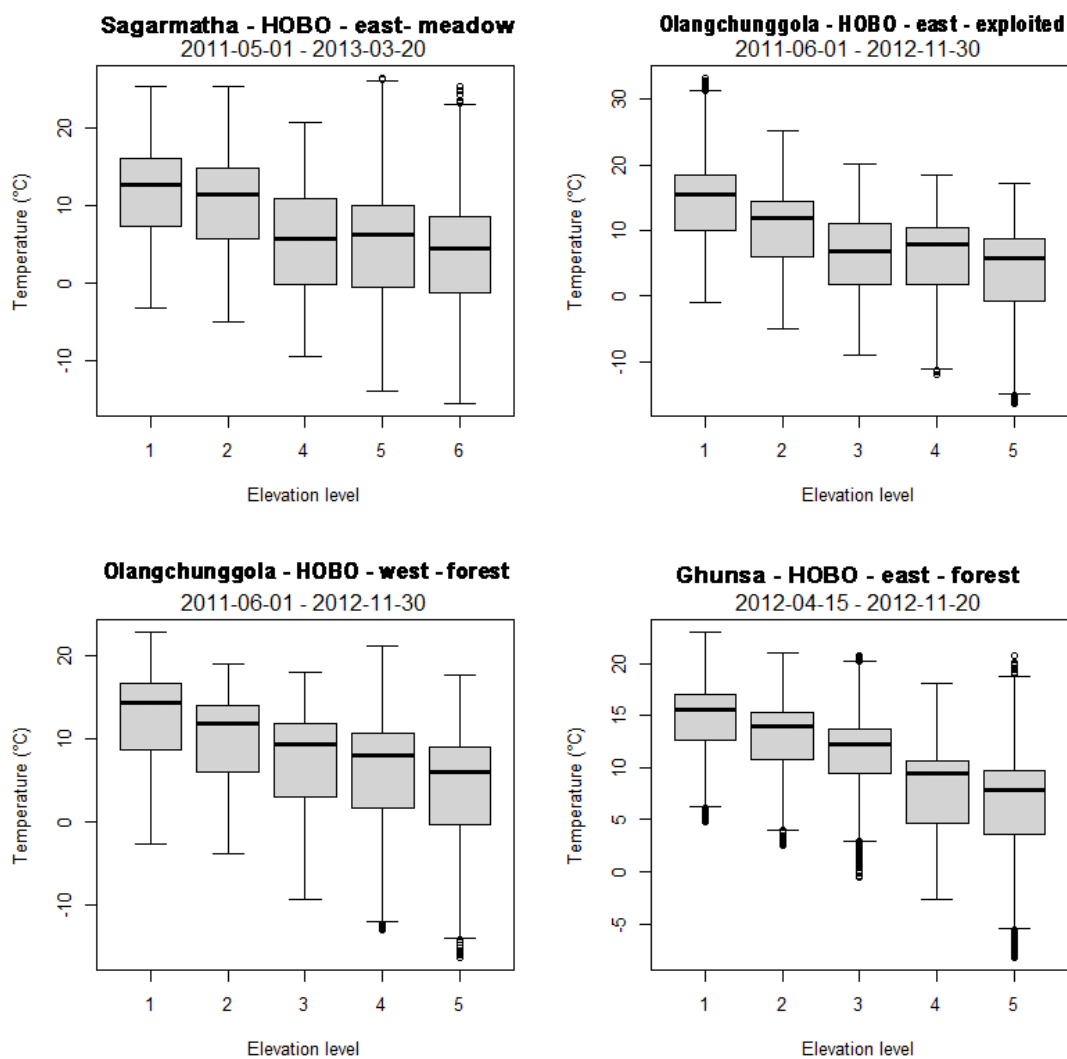 Sagarmatha - HOBO - east- meadow
2011-05-01 - 2013-03-20
Temperature (°C)
20
10
0
-10
1 2 4 5 6
Elevation level
Olangchunggola - HOBO - east - exploited
2011-06-01 - 2012-11-30
Temperature (°C)
30
20
10
0
-10
1 2 3 4 5
Elevation level
Olangchunggola - HOBO - west - forest
2011-06-01 - 2012-11-30
Temperature (°C)
20
10
0
-10
1 2 3 4 5
Elevation level
Ghunsa - HOBO - east - forest
2012-04-15 - 2012-11-20
Temperature (°C)
20
15
10
5
0
-5
1 2 3 4 5
Elevation level